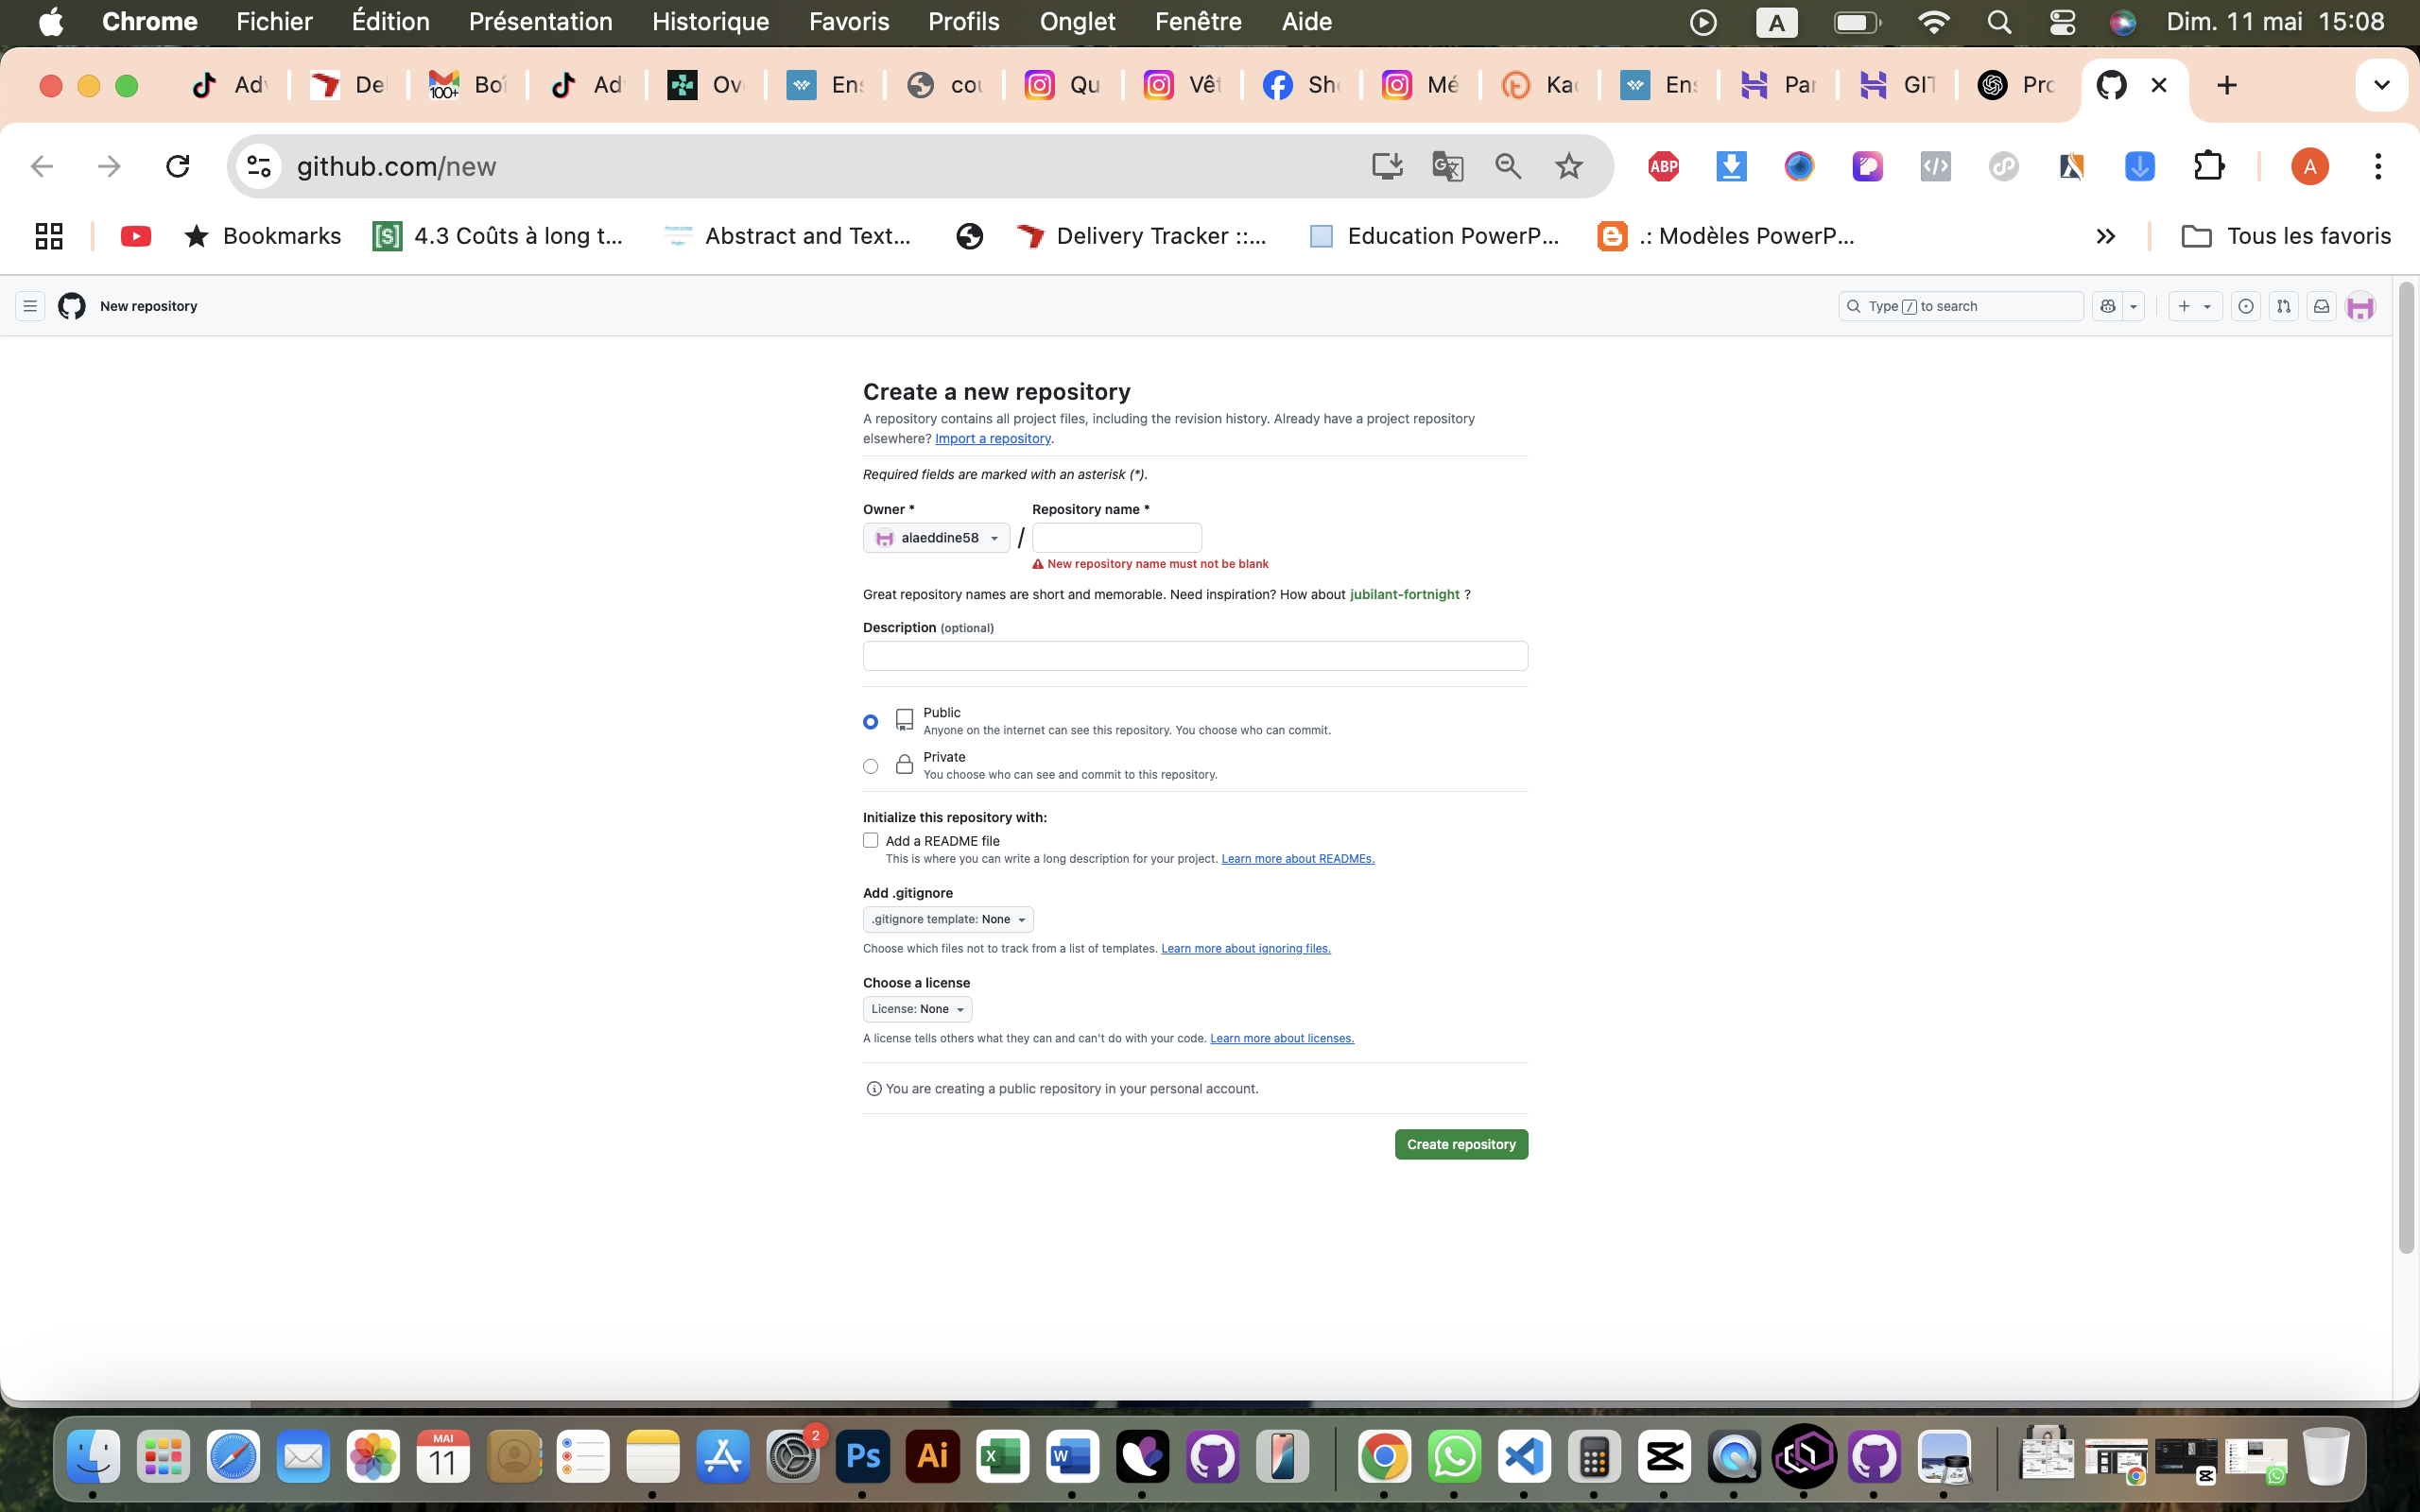 Chrome Fichier Édition Présentation Historique Favoris Profils Onglet Fenêtre Aide A Dim. 11 mai 15:08
Ad De 100+ Boî Ad Ov Ens cou Qu Vêt Sho Mé Kac Ens Par GIT Pro
github.com/new ABP A
Bookmarks [S] 4.3 Coûts à long t... Abstract and Text... Delivery Tracker ::... Education PowerP... .: Modèles PowerP... Tous les favoris
New repository Type / to search
Create a new repository
A repository contains all project files, including the revision history. Already have a project repository
elsewhere? Import a repository.
Required fields are marked with an asterisk (*).
Owner * Repository name *
alaeddine58 /
New repository name must not be blank
Great repository names are short and memorable. Need inspiration? How about jubilant-fortnight ?
Description (optional)
Public
Anyone on the internet can see this repository. You choose who can commit.
Private
You choose who can see and commit to this repository.
Initialize this repository with:
Add a README file
This is where you can write a long description for your project. Learn more about READMEs.
Add .gitignore
.gitignore template: None
Choose which files not to track from a list of templates. Learn more about ignoring files.
Choose a license
License: None
A license tells others what they can and can't do with your code. Learn more about licenses.
You are creating a public repository in your personal account.
Create repository
MAI
11
2
Ps
Ai
X
W